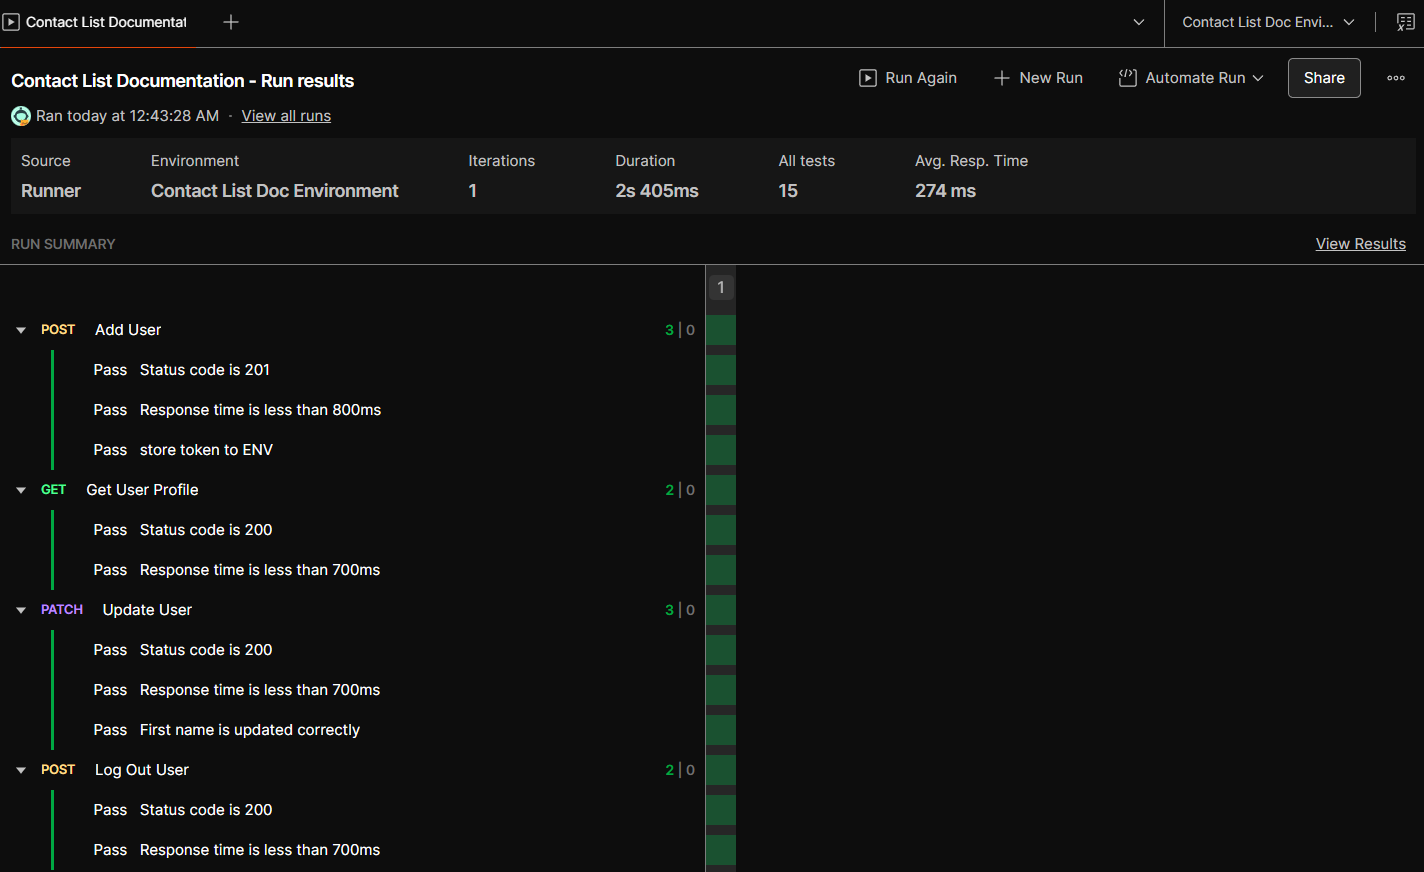 Contact List Documentat
Contact List Doc Envi...
Contact List Documentation - Run results
Run Again
New Run
Automate Run
Share
Ran today at 12:43:28 AM · View all runs
Source Environment Iterations Duration All tests Avg. Resp. Time
Runner Contact List Doc Environment 1 2s 405ms 15 274 ms
RUN SUMMARY View Results
1
POST Add User 3 | 0
Pass Status code is 201
Pass Response time is less than 800ms
Pass store token to ENV
GET Get User Profile 2 | 0
Pass Status code is 200
Pass Response time is less than 700ms
PATCH Update User 3 | 0
Pass Status code is 200
Pass Response time is less than 700ms
Pass First name is updated correctly
POST Log Out User 2 | 0
Pass Status code is 200
Pass Response time is less than 700ms